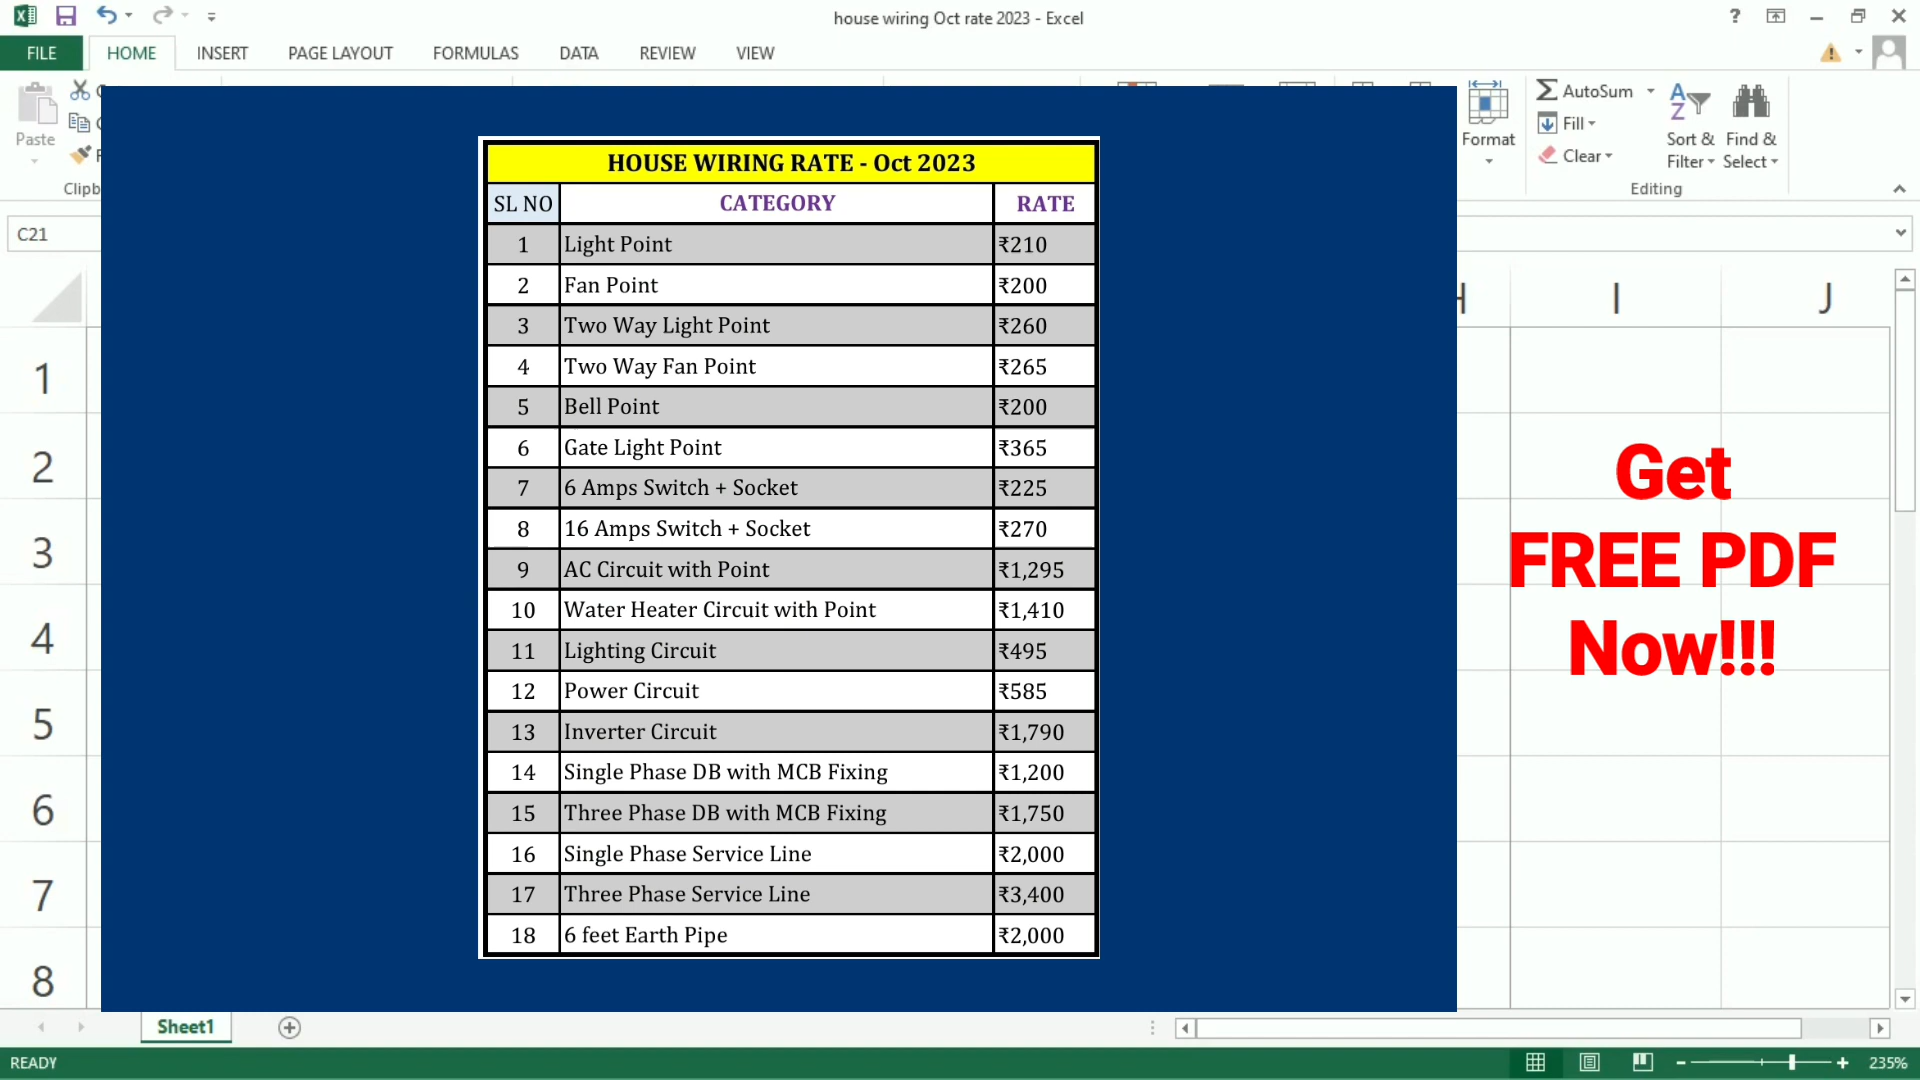 house wiring Oct rate 2023 - Excel
?
FILE HOME INSERT PAGE LAYOUT FORMULAS DATA REVIEW VIEW
Paste
Format
AutoSum
Fill
Clear
Sort & Filter
Find & Select
Editing
Clipb
C21
H I J
1
2
3
4
5
6
7
8
HOUSE WIRING RATE - Oct 2023
SL NO CATEGORY RATE
1 Light Point ₹210
2 Fan Point ₹200
3 Two Way Light Point ₹260
4 Two Way Fan Point ₹265
5 Bell Point ₹200
6 Gate Light Point ₹365
7 6 Amps Switch + Socket ₹225
8 16 Amps Switch + Socket ₹270
9 AC Circuit with Point ₹1,295
10 Water Heater Circuit with Point ₹1,410
11 Lighting Circuit ₹495
12 Power Circuit ₹585
13 Inverter Circuit ₹1,790
14 Single Phase DB with MCB Fixing ₹1,200
15 Three Phase DB with MCB Fixing ₹1,750
16 Single Phase Service Line ₹2,000
17 Three Phase Service Line ₹3,400
18 6 feet Earth Pipe ₹2,000
Get
FREE PDF
Now!!!
Sheet1
READY
235%